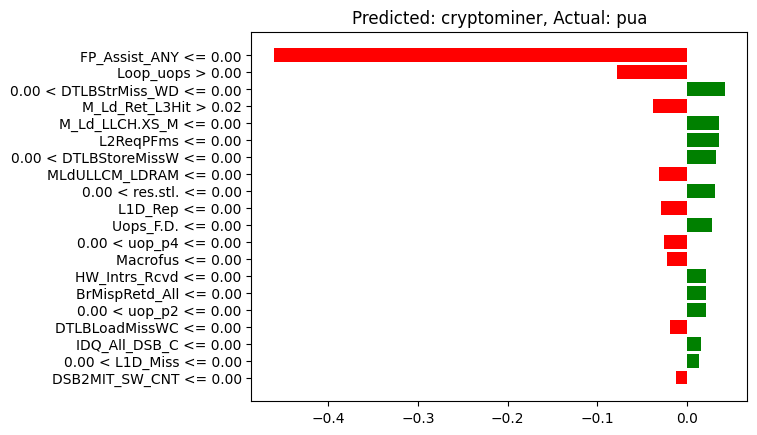 Predicted: cryptominer, Actual: pua
FP_Assist_ANY <= 0.00
Loop_uops > 0.00
0.00 < DTLBStrMiss_WD <= 0.00
M_Ld_Ret_L3Hit > 0.02
M_Ld_LLCH.XS_M <= 0.00
L2ReqPFms <= 0.00
0.00 < DTLBStoreMissW <= 0.00
MLdULLCM_LDRAM <= 0.00
0.00 < res.stl. <= 0.00
L1D_Rep <= 0.00
Uops_F.D. <= 0.00
0.00 < uop_p4 <= 0.00
Macrofus <= 0.00
HW_Intrs_Rcvd <= 0.00
BrMispRetd_All <= 0.00
0.00 < uop_p2 <= 0.00
DTLBLoadMissWC <= 0.00
IDQ_All_DSB_C <= 0.00
0.00 < L1D_Miss <= 0.00
DSB2MIT_SW_CNT <= 0.00
−0.4 −0.3 −0.2 −0.1 0.0